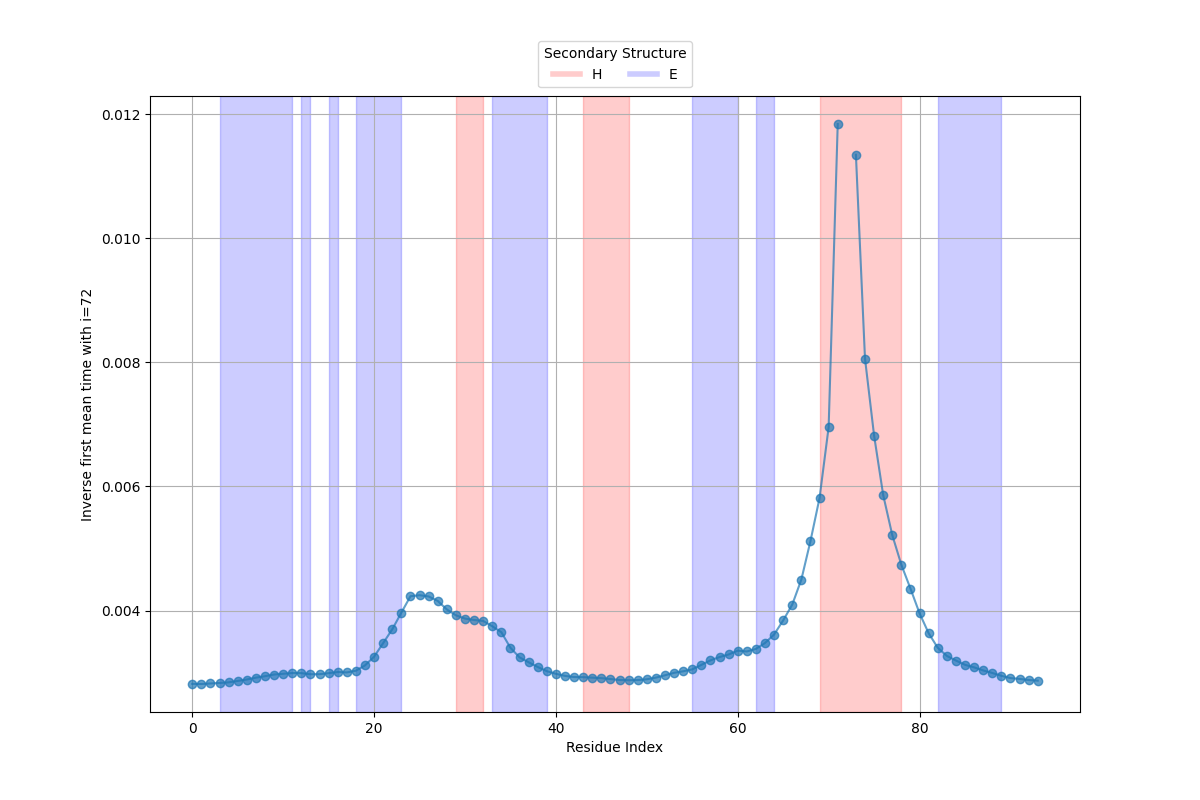 Secondary Structure
H E
0.012
0.010
0.008
0.006
0.004
Inverse first mean time with i=72
0 20 40 60 80
Residue Index